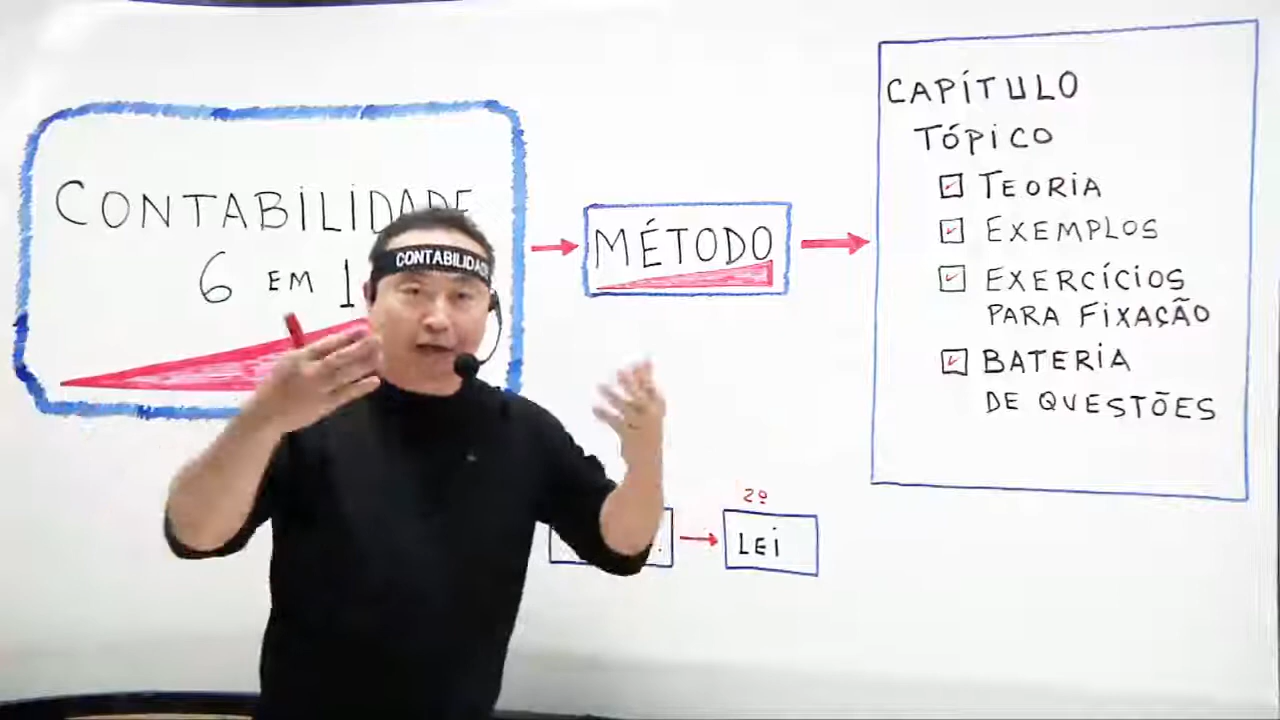 CONTABILIDADE
6 EM 1
CONTABILIDADE
MÉTODO
CAPÍTULO
TÓPICO
TEORIA
EXEMPLOS
EXERCÍCIOS
PARA FIXAÇÃO
BATERIA
DE QUESTÕES
2º
LEI